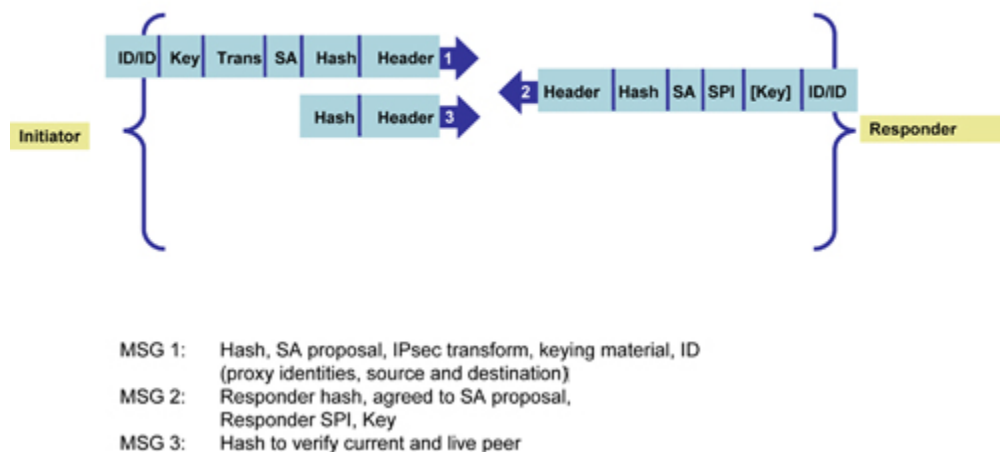 ID/ID Key Trans SA Hash Header 1
2 Header Hash SA SPI [Key] ID/ID
Hash Header 3
Initiator
Responder
MSG 1: Hash, SA proposal, IPsec transform, keying material, ID
(proxy identities, source and destination)
MSG 2: Responder hash, agreed to SA proposal,
Responder SPI, Key
MSG 3: Hash to verify current and live peer